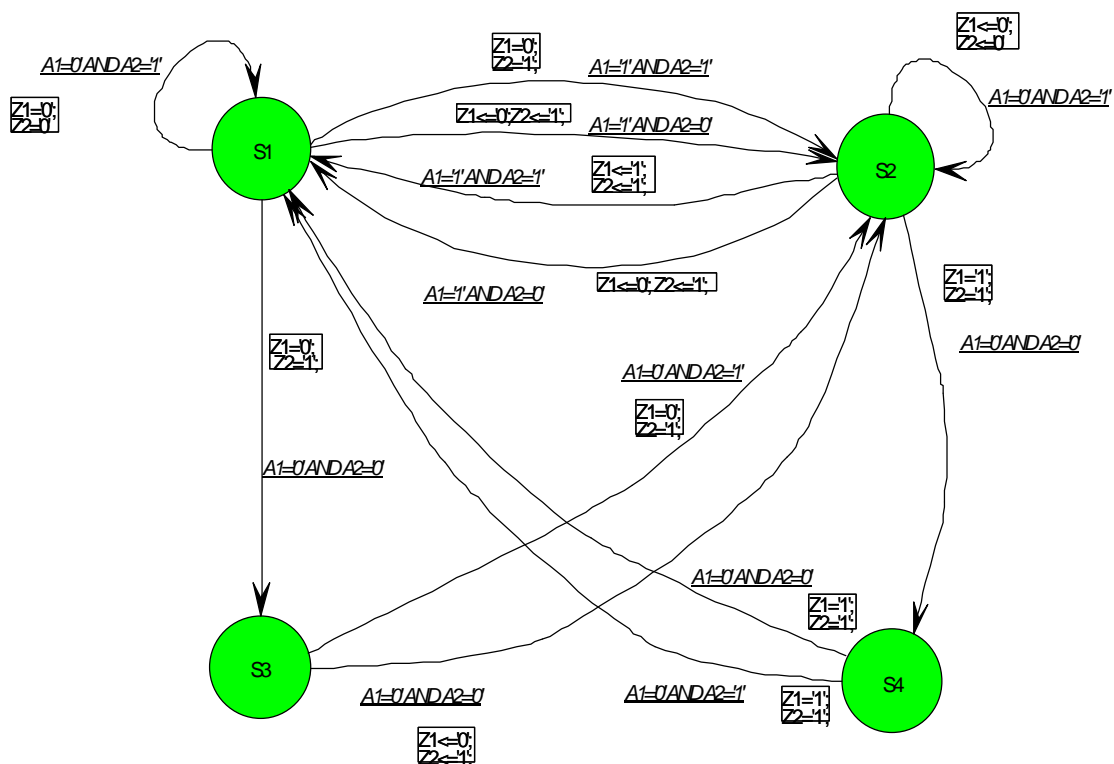 Z1<='0';
Z2<='0'
Z1='0';
Z2='1';
A1='0' AND A2='1'
A1='1' AND A2='1'
A1='0' AND A2='1'
Z1='0';
Z2='0'
Z1<='0'; Z2<='1';
A1='1' AND A2='0'
S1
S2
A1='1' AND A2='1'
Z1<='1';
Z2<='1';
Z1<='0'; Z2<='1';
A1='1' AND A2='0'
Z1='1';
Z2='1';
A1='0' AND A2='0'
Z1='0';
Z2='1';
A1='0' AND A2='1'
Z1='0';
Z2='1';
A1='0' AND A2='0'
A1='0' AND A2='0'
Z1='1';
Z2='1';
S3
S4
A1='0' AND A2='0'
A1='0' AND A2='1'
Z1='1';
Z2='1';
Z1<='0';
Z2<='1';